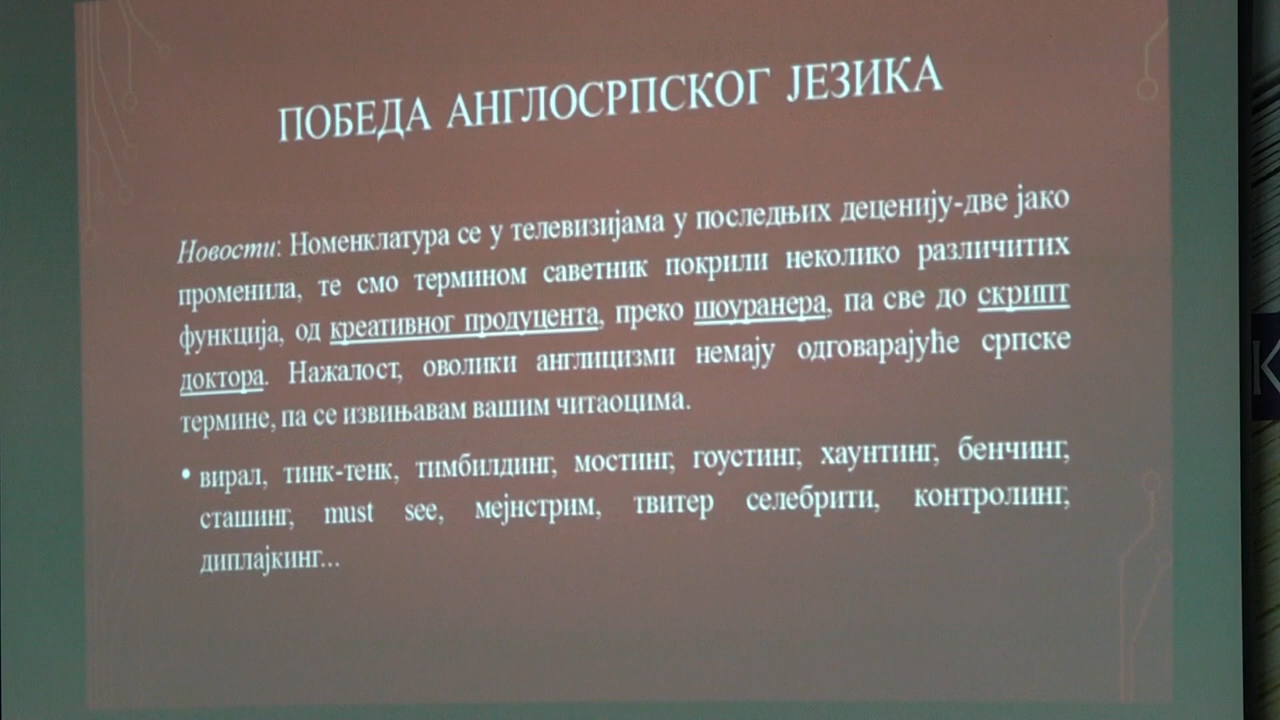 ПОБЕДА АНГЛОСРПСКОГ ЈЕЗИКА
Новости: Номенклатура се у телевизијама у последњих деценију-две јако
променила, те смо термином саветник покрили неколико различитих
функција, од креативног продуцента, преко шоуранера, па све до скрипт
доктора. Нажалост, оволики англицизми немају одговарајуће српске
термине, па се извињавам вашим читаоцима.
• вирал, тинк-тенк, тимбилдинг, мостинг, гоустинг, хаунтинг, бенчинг,
сташинг, must see, мејнстрим, твитер селебрити, контролинг,
диплајкинг...